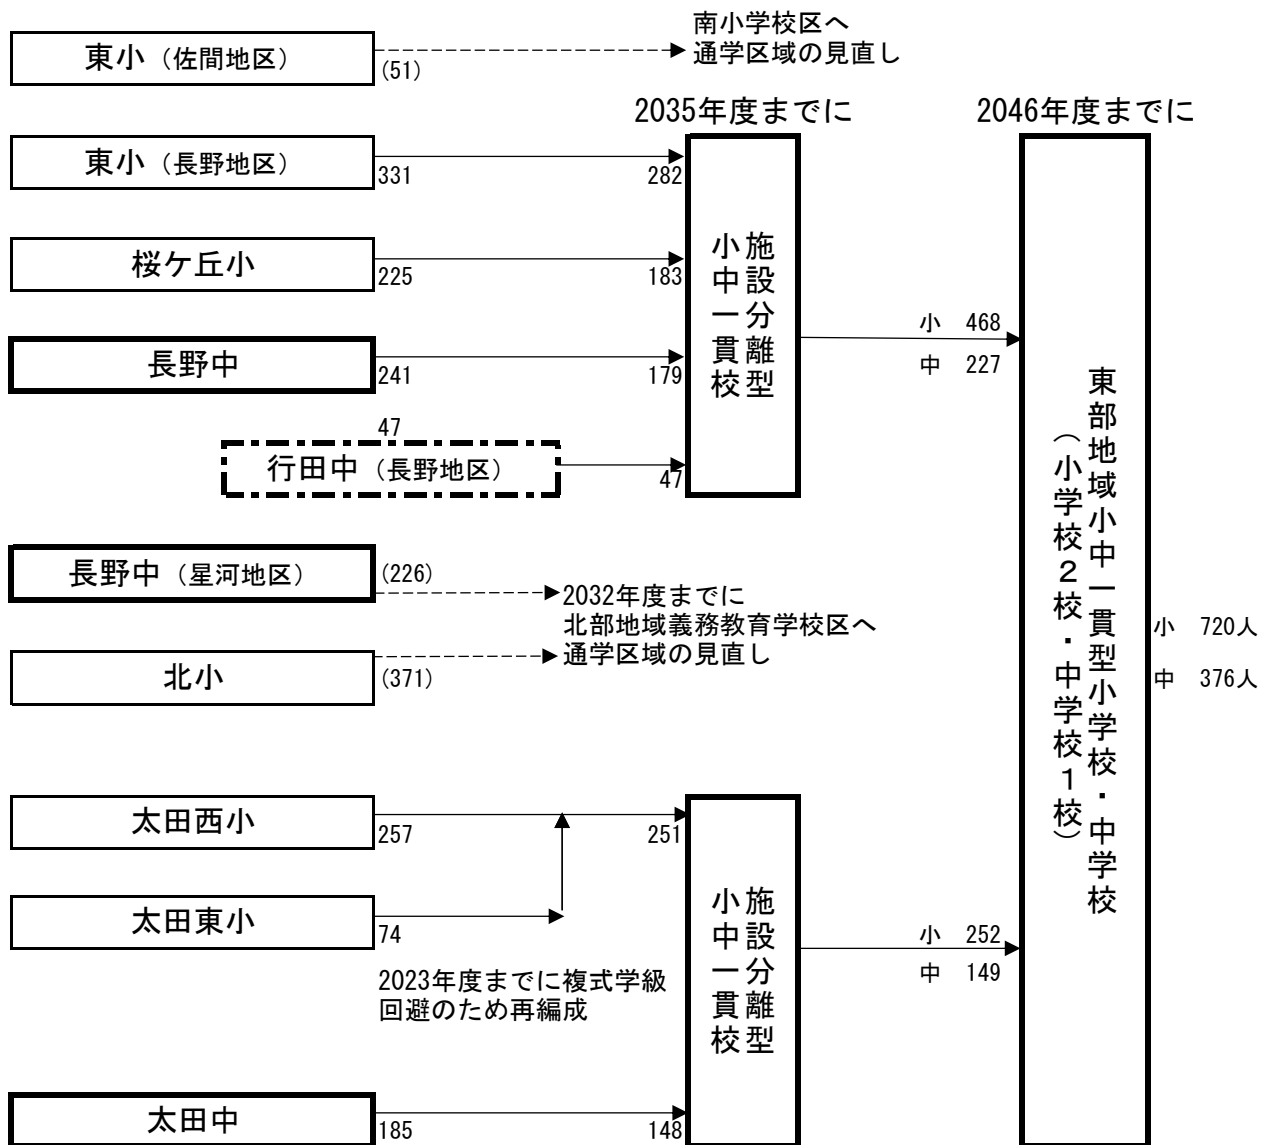 東小（佐間地区）
(51)
南小学校区へ
通学区域の見直し
2035年度までに
2046年度までに
東小（長野地区）
331
282
桜ケ丘小
225
183
長野中
241
179
47
行田中（長野地区）
47
施設分離型
小中一貫校
小 468
中 227
長野中（星河地区）
(226)
2032年度までに
北部地域義務教育学校区へ
通学区域の見直し
北小
(371)
太田西小
257
251
太田東小
74
2023年度までに複式学級
回避のため再編成
太田中
185
148
施設分離型
小中一貫校
小 252
中 149
東部地域小中一貫型小学校・中学校
（小学校２校・中学校１校）
小 720人
中 376人